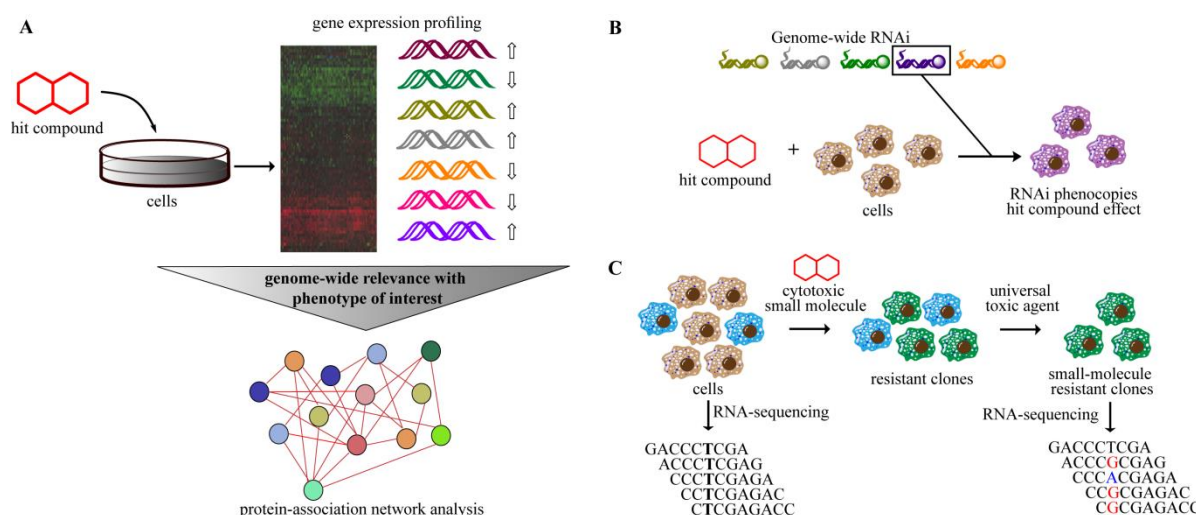 A
gene expression profiling
hit compound
cells
genome-wide relevance with
phenotype of interest
protein-association network analysis
B
Genome-wide RNAi
hit compound
+
cells
RNAi phenocopies
hit compound effect
C
cytotoxic
small molecule
universal
toxic agent
cells
resistant clones
small-molecule
resistant clones
RNA-sequencing
RNA-sequencing
GACCCTCGA
ACCCTCGAG
CCCTCGAGA
CCTCGAGAC
CTCGAGACC
GACCCTCGA
ACCCGCGAG
CCCACGAGA
CCGCGAGAC
CGCGAGACC